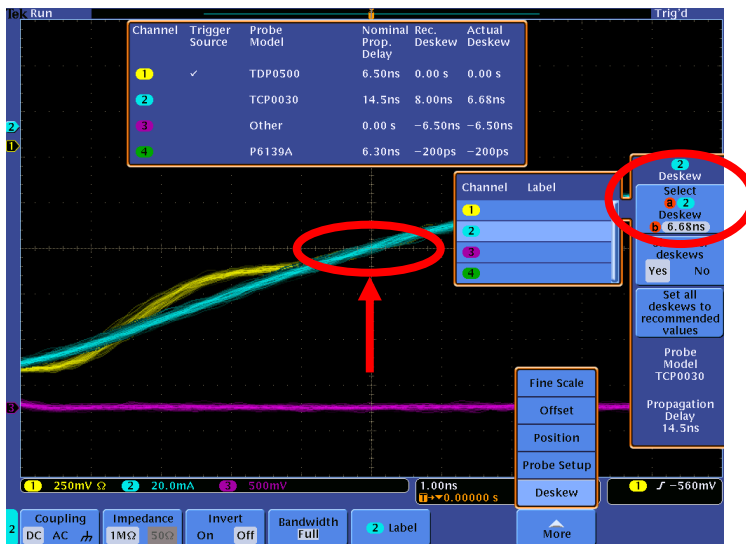 Tek Run Trig'd
Channel Trigger Source Probe Model Nominal Prop. Delay Rec. Deskew Actual Deskew
1 ✓ TDP0500 6.50ns 0.00 s 0.00 s
2 TCP0030 14.5ns 8.00ns 6.68ns
3 Other 0.00 s −6.50ns −6.50ns
4 P6139A 6.30ns −200ps −200ps
2
1
3
Channel Label
1
2
3
4
2
Deskew
Select
a 2
Deskew
b 6.68ns
deskews
Yes No
Set all
deskews to
recommended
values
Probe
Model
TCP0030
Propagation
Delay
14.5ns
Fine Scale
Offset
Position
Probe Setup
Deskew
1 250mV Ω 2 20.0mA 3 500mV
1.00ns
T→▼0.00000 s
1 −560mV
2
Coupling
DC AC
Impedance
1MΩ 50Ω
Invert
On Off
Bandwidth
Full
2 Label
More